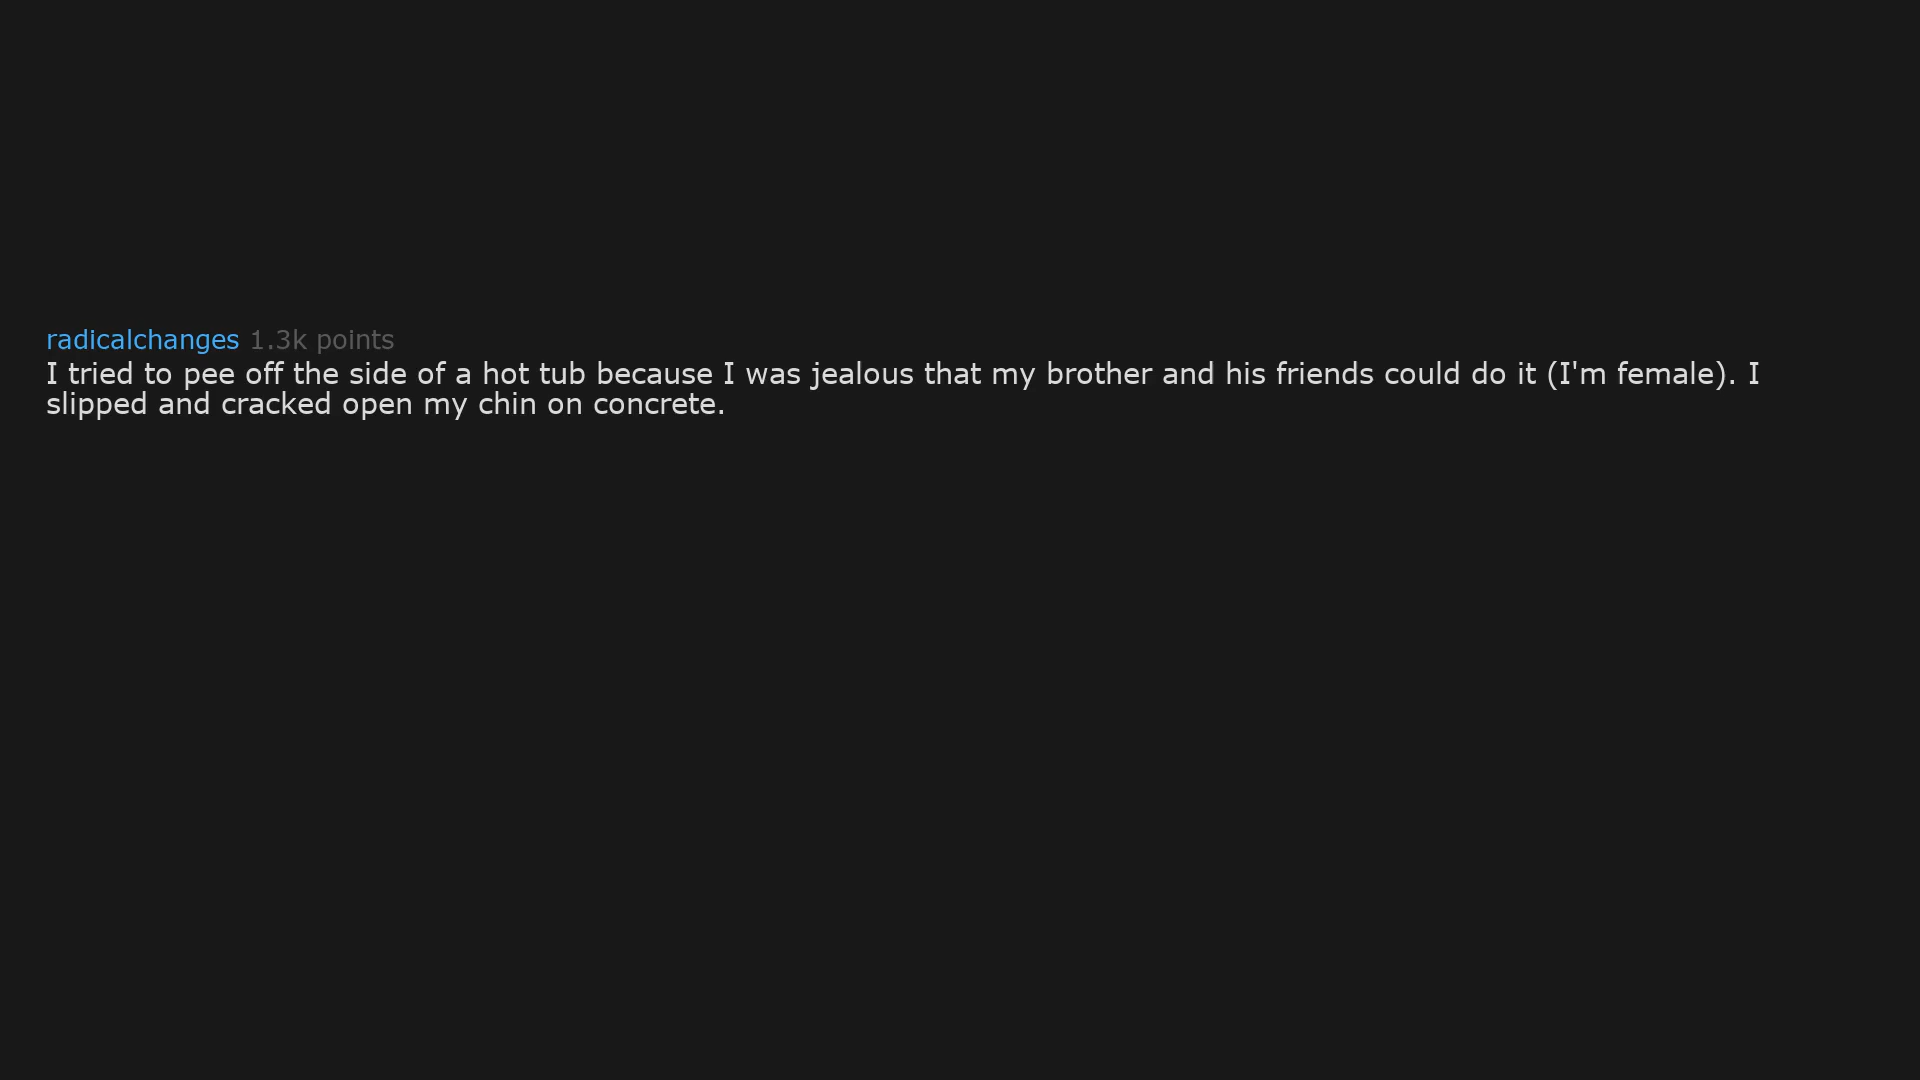 radicalchanges 1.3k points
I tried to pee off the side of a hot tub because I was jealous that my brother and his friends could do it (I'm female). I
slipped and cracked open my chin on concrete.